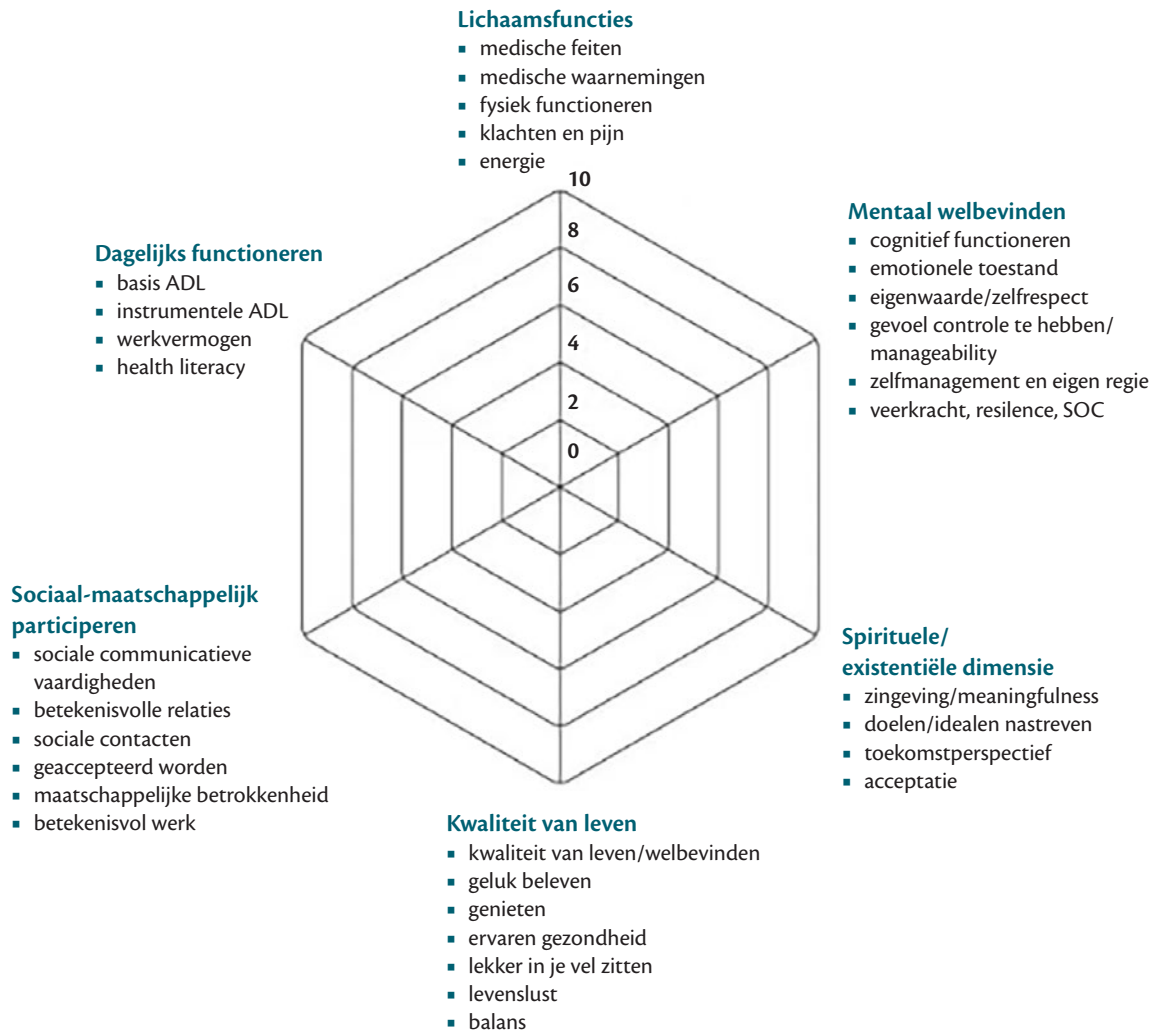 Lichaamsfuncties
▪ medische feiten
▪ medische waarnemingen
▪ fysiek functioneren
▪ klachten en pijn
▪ energie
10
8
6
4
2
0
Mentaal welbevinden
▪ cognitief functioneren
▪ emotionele toestand
▪ eigenwaarde/zelfrespect
▪ gevoel controle te hebben/
manageability
▪ zelfmanagement en eigen regie
▪ veerkracht, resilence, SOC
Dagelijks functioneren
▪ basis ADL
▪ instrumentele ADL
▪ werkvermogen
▪ health literacy
Sociaal-maatschappelijk
participeren
▪ sociale communicatieve
vaardigheden
▪ betekenisvolle relaties
▪ sociale contacten
▪ geaccepteerd worden
▪ maatschappelijke betrokkenheid
▪ betekenisvol werk
Spirituele/
existentiële dimensie
▪ zingeving/meaningfulness
▪ doelen/idealen nastreven
▪ toekomstperspectief
▪ acceptatie
Kwaliteit van leven
▪ kwaliteit van leven/welbevinden
▪ geluk beleven
▪ genieten
▪ ervaren gezondheid
▪ lekker in je vel zitten
▪ levenslust
▪ balans